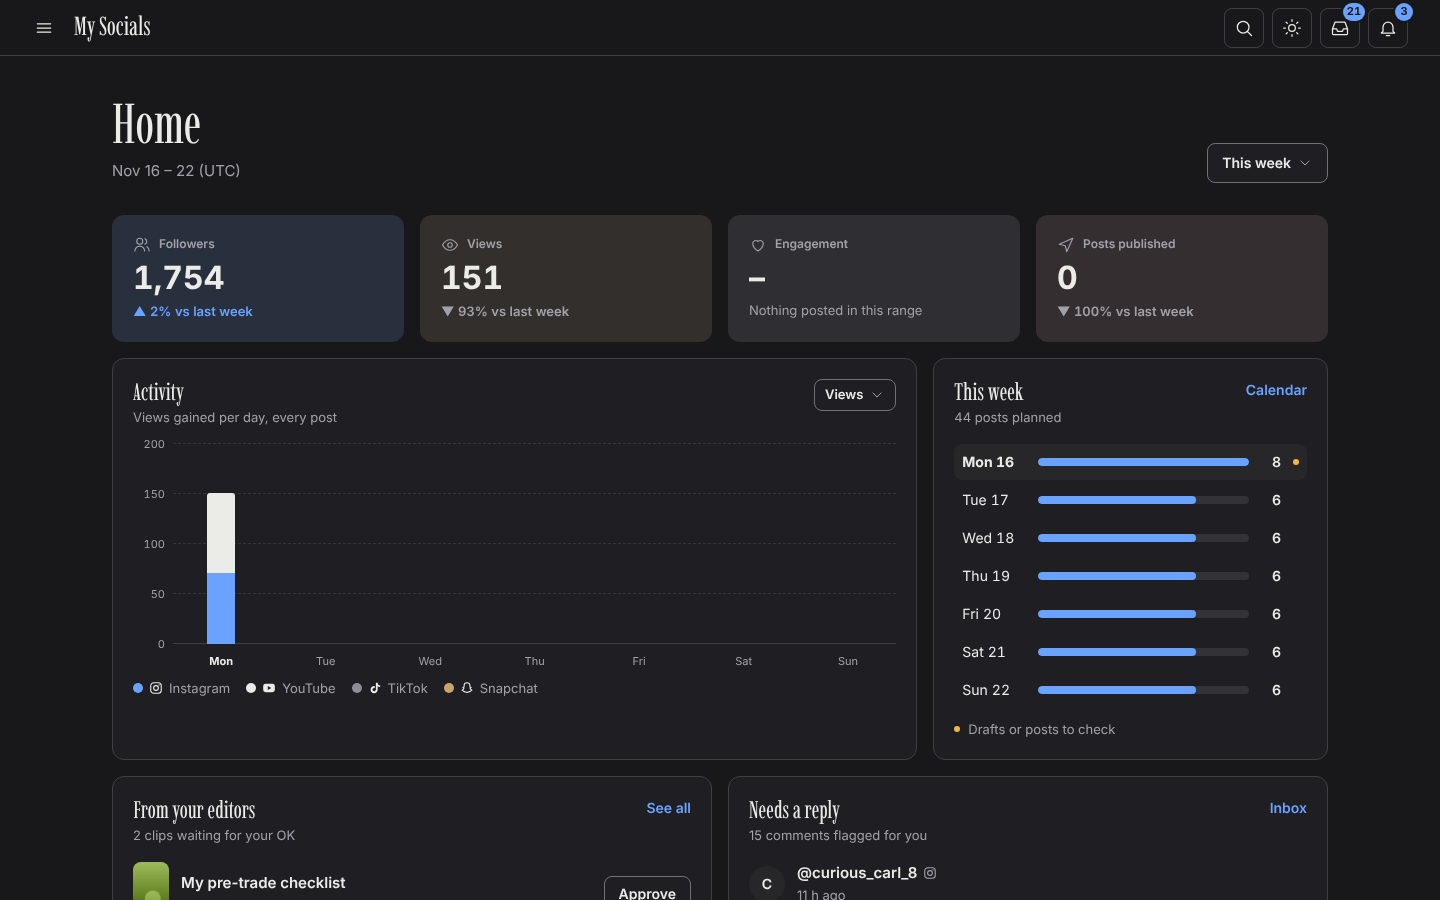 My Socials
21
3
Home
Nov 16 – 22 (UTC)
This week
Followers
1,754
▲ 2% vs last week
Views
151
▼ 93% vs last week
Engagement
–
Nothing posted in this range
Posts published
0
▼ 100% vs last week
Activity
Views
Views gained per day, every post
200
150
100
50
0
Mon Tue Wed Thu Fri Sat Sun
Instagram YouTube TikTok Snapchat
This week
Calendar
44 posts planned
Mon 16 8
Tue 17 6
Wed 18 6
Thu 19 6
Fri 20 6
Sat 21 6
Sun 22 6
Drafts or posts to check
From your editors
See all
2 clips waiting for your OK
My pre-trade checklist
Approve
Needs a reply
Inbox
15 comments flagged for you
C
@curious_carl_8
11 h ago